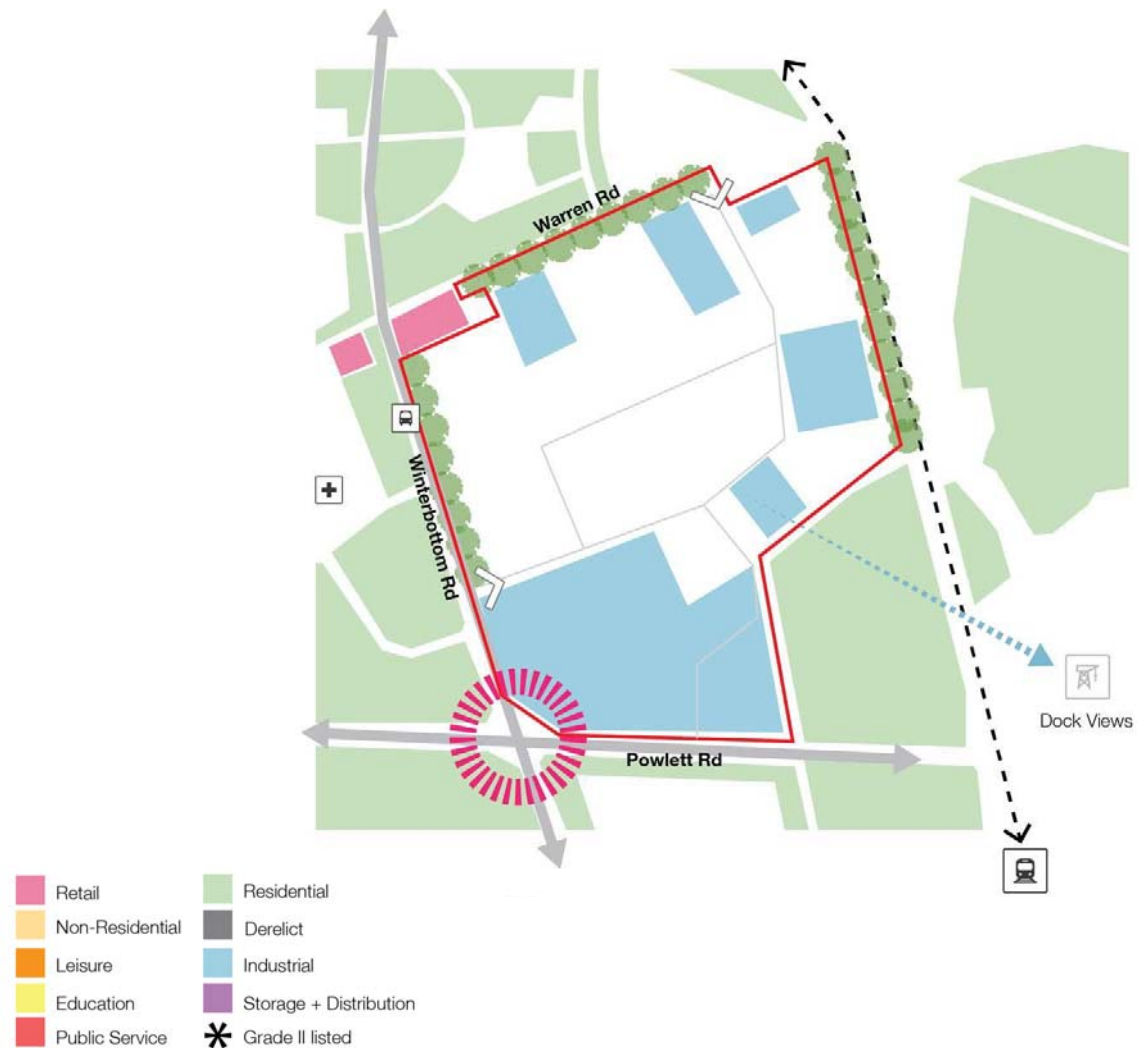 Warren Rd
Winterbottom Rd
Dock Views
Powlett Rd
Retail
Non-Residential
Leisure
Education
Public Service
Residential
Derelict
Industrial
Storage + Distribution
Grade II listed